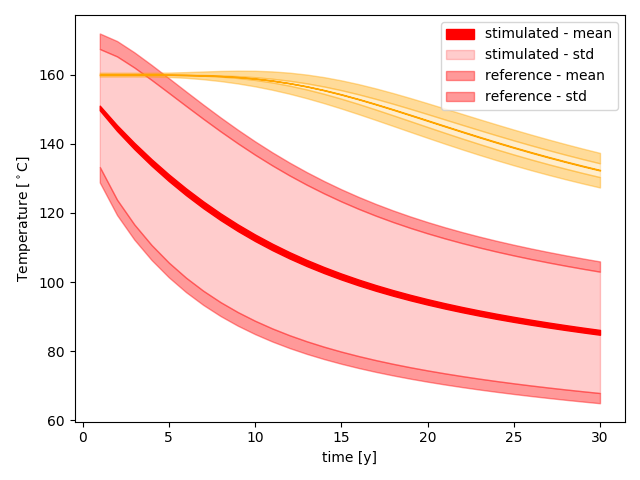 stimulated - mean
stimulated - std
reference - mean
reference - std
Temperature [°C]
160
140
120
100
80
60
0 5 10 15 20 25 30
time [y]